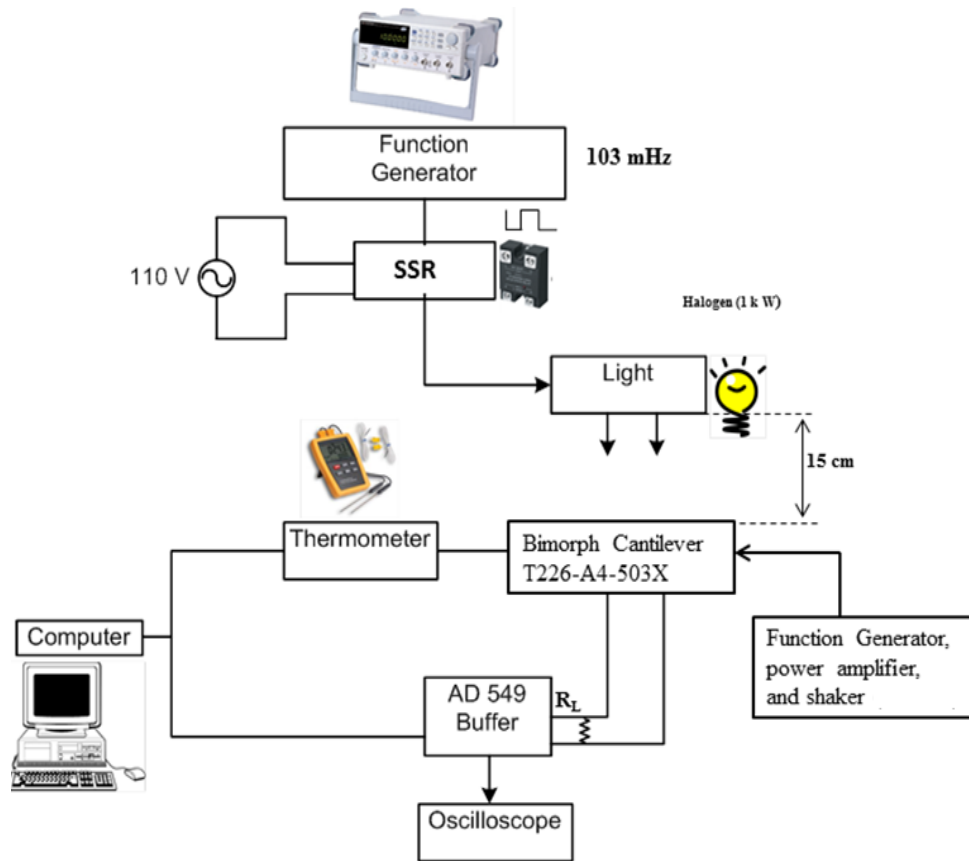 Function
Generator
103 mHz
110 V
SSR
Halogen (1 k W)
Light
15 cm
Thermometer
Bimorph Cantilever
T226-A4-503X
Computer
Function Generator,
power amplifier,
and shaker
AD 549
Buffer
RL
Oscilloscope